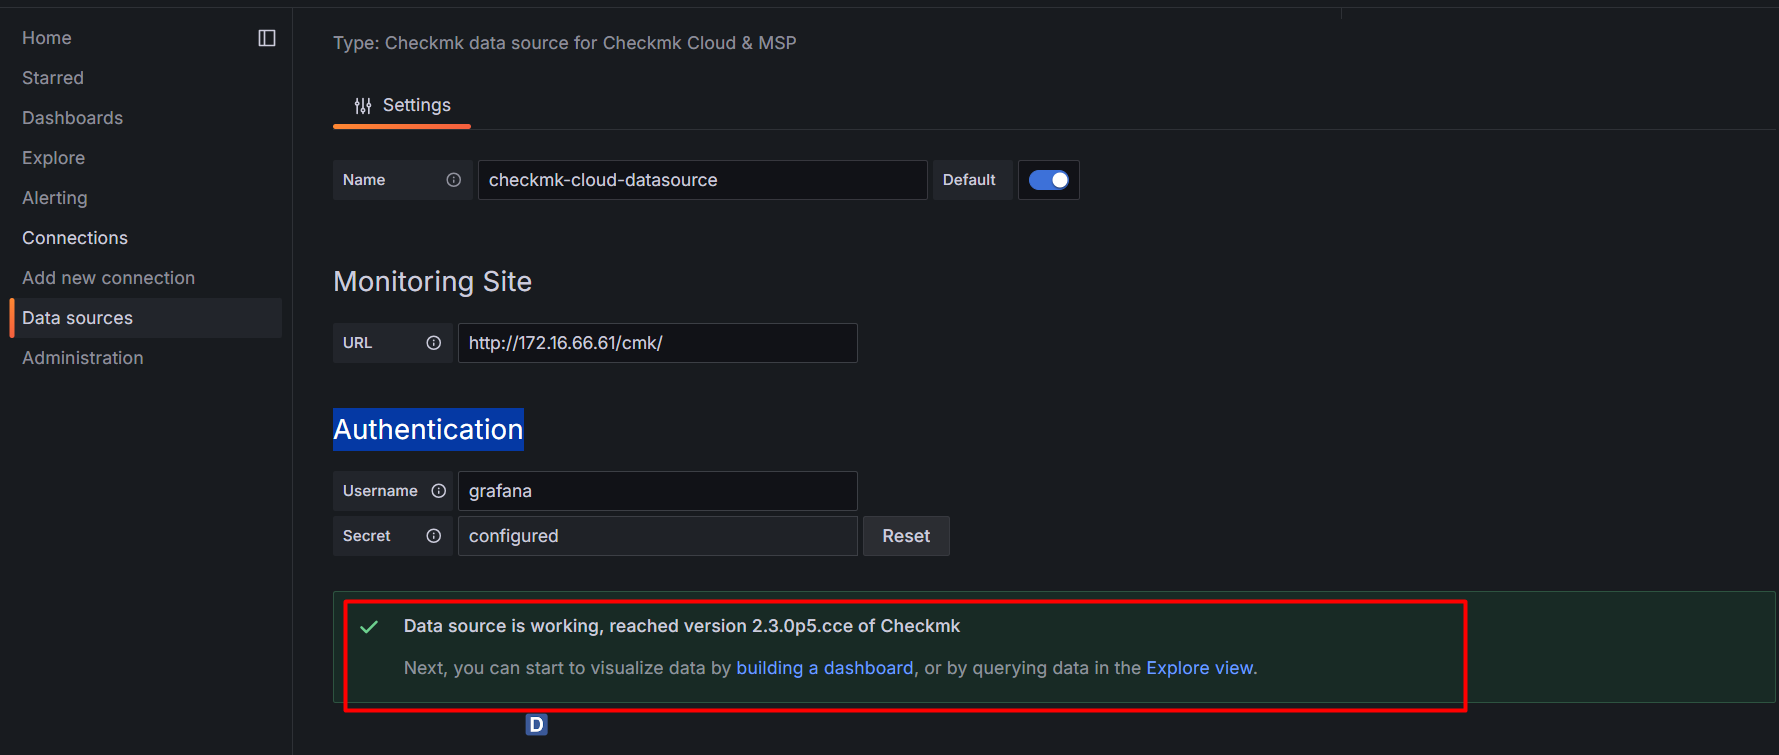 Home
Starred
Dashboards
Explore
Alerting
Connections
Add new connection
Data sources
Administration
Type: Checkmk data source for Checkmk Cloud & MSP
Settings
Name checkmk-cloud-datasource Default
Monitoring Site
URL http://172.16.66.61/cmk/
Authentication
Username grafana
Secret configured Reset
Data source is working, reached version 2.3.0p5.cce of Checkmk
Next, you can start to visualize data by building a dashboard, or by querying data in the Explore view.
D